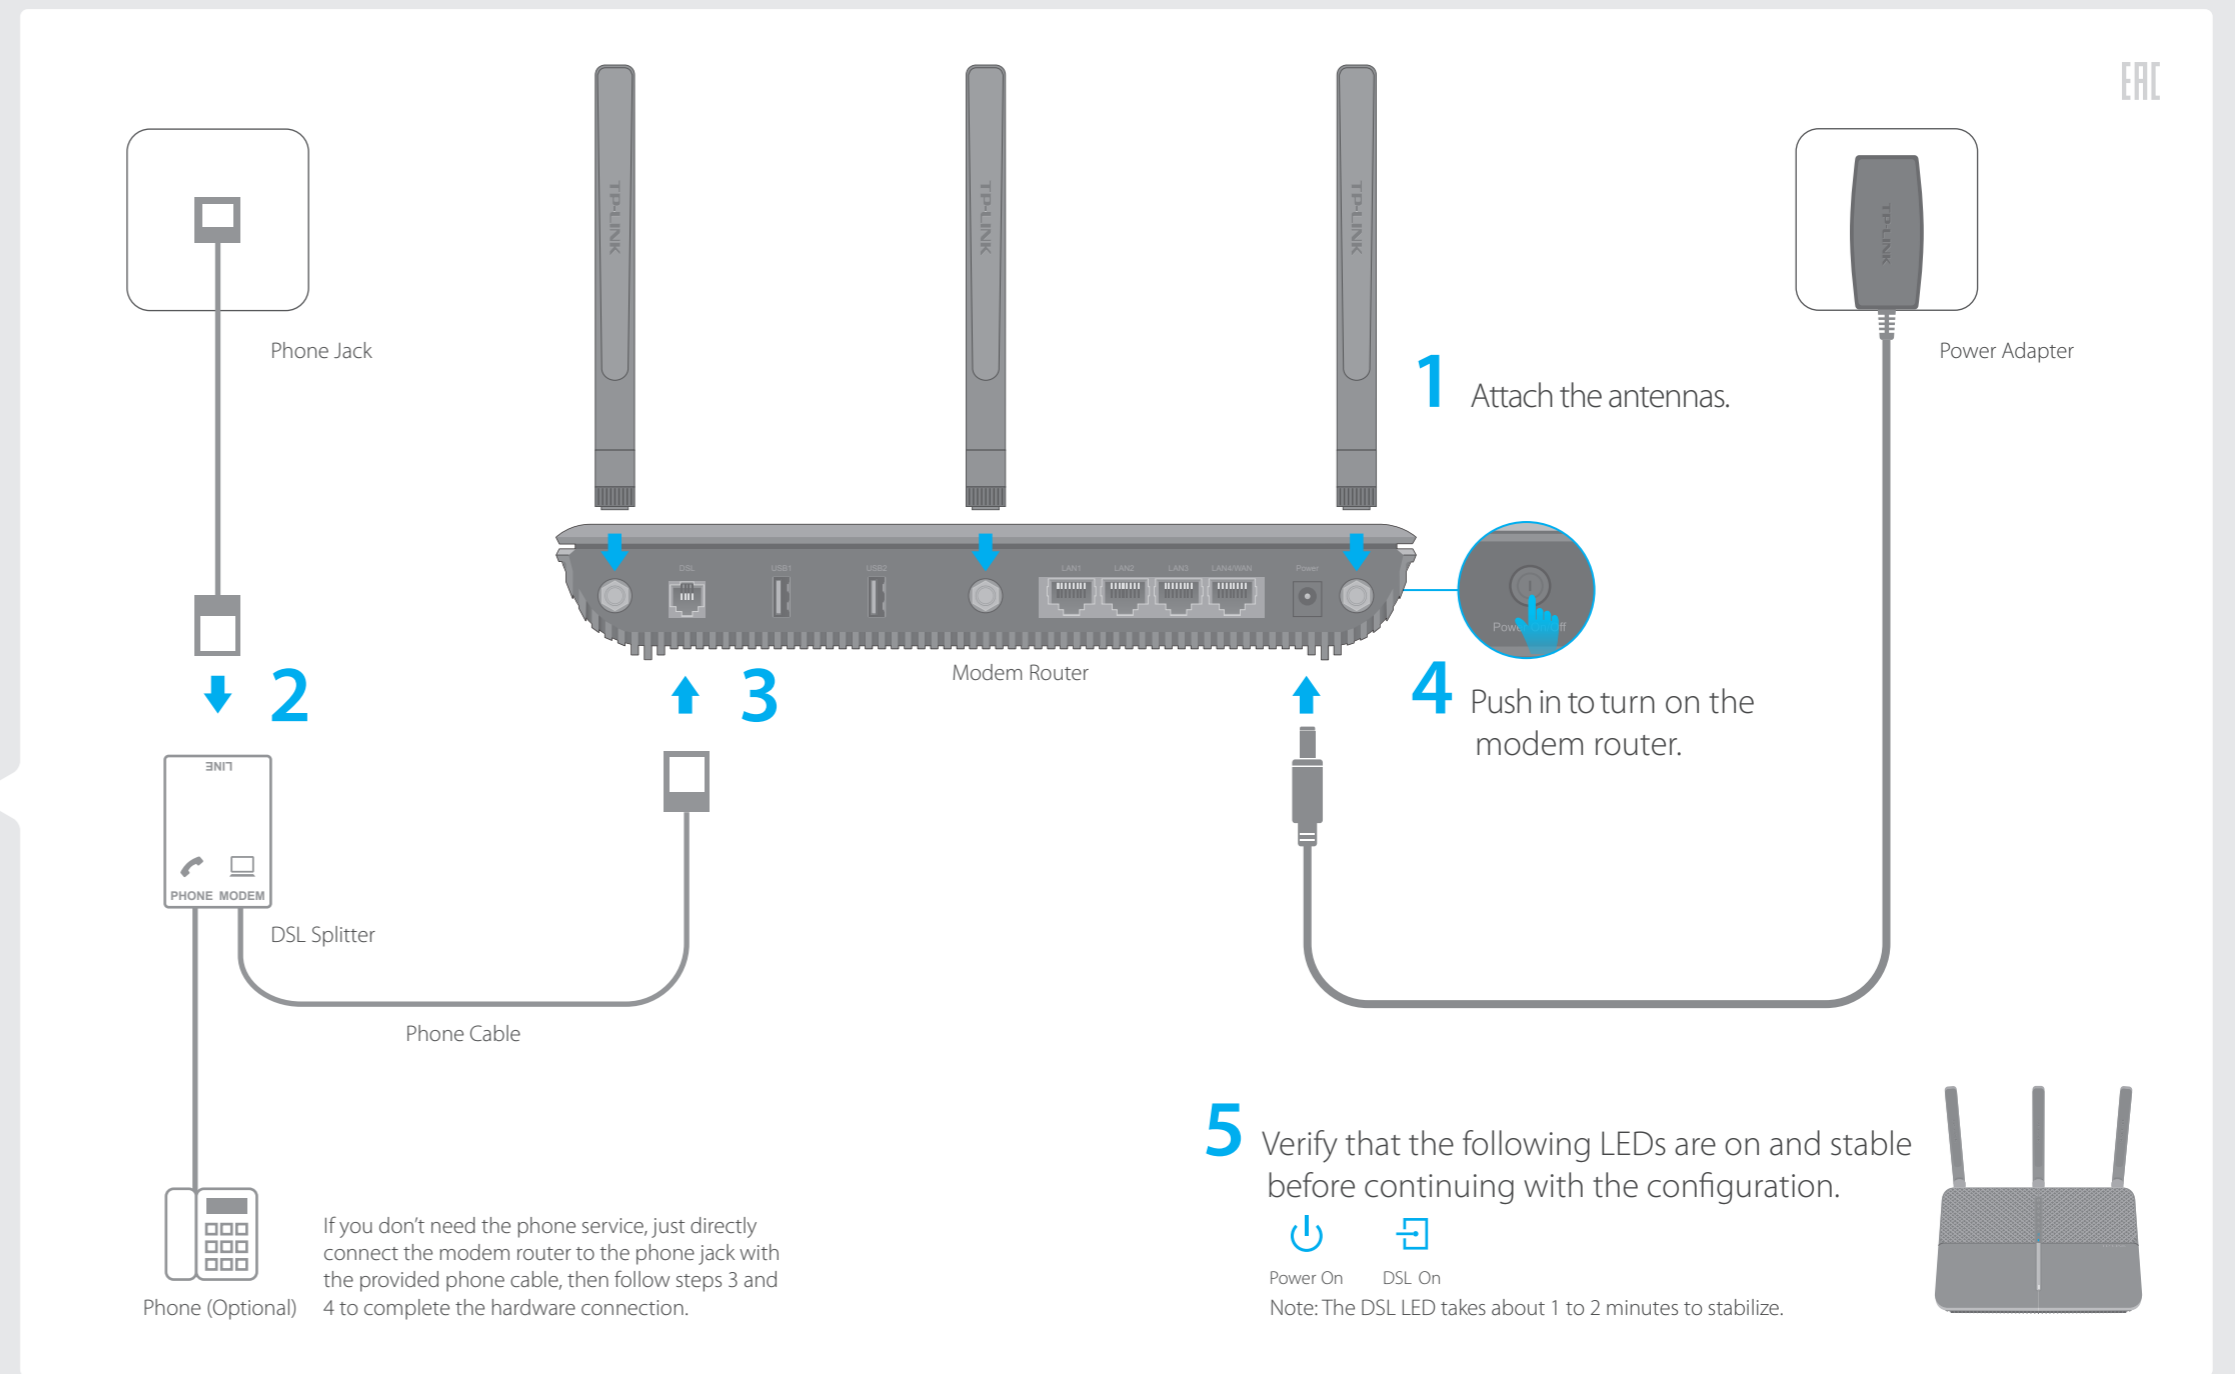 EAC
TP-LINK
TP-LINK
TP-LINK
TP-LINK
Phone Jack
Power Adapter
1 Attach the antennas.
DSL
USB1
USB2
LAN1
LAN2
LAN3
LAN4/WAN
Power
Power On/Off
Modem Router
2
3
4 Push in to turn on the
modem router.
LINE
PHONE MODEM
DSL Splitter
Phone Cable
5 Verify that the following LEDs are on and stable
before continuing with the configuration.
Power On
DSL On
Note: The DSL LED takes about 1 to 2 minutes to stabilize.
If you don't need the phone service, just directly
connect the modem router to the phone jack with
the provided phone cable, then follow steps 3 and
4 to complete the hardware connection.
Phone (Optional)